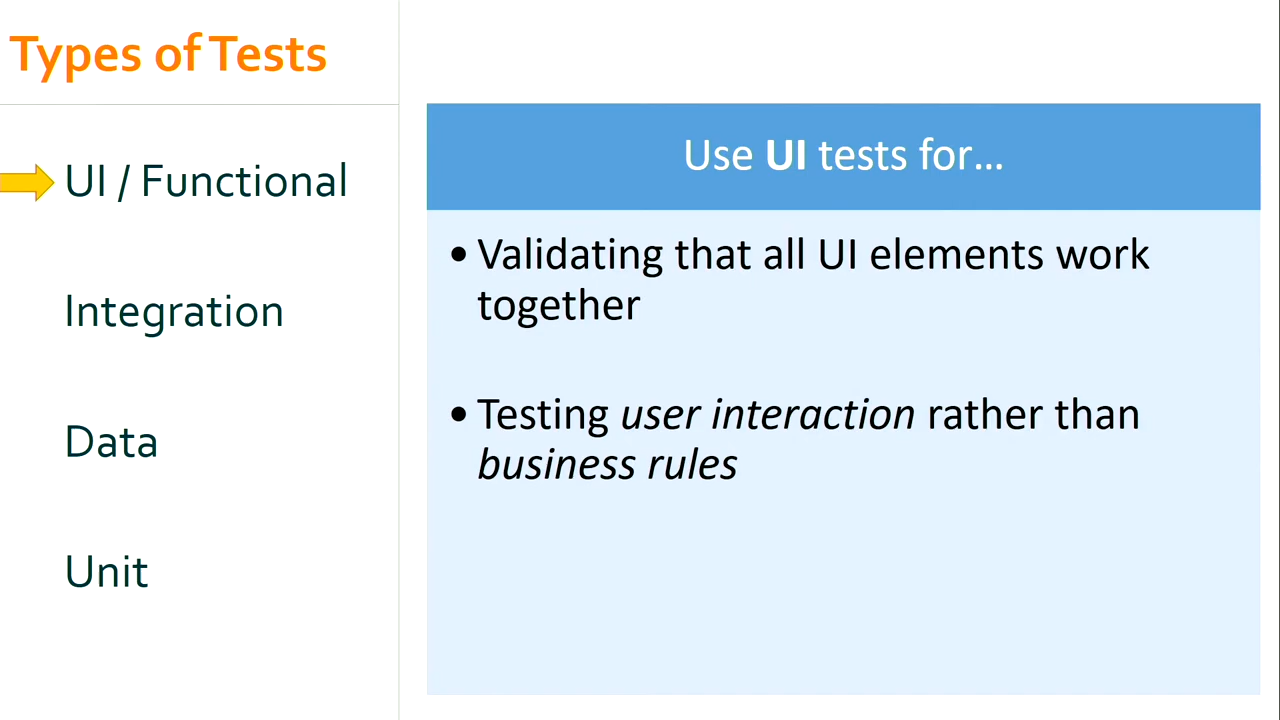 Types of Tests
UI / Functional
Integration
Data
Unit
Use UI tests for…
• Validating that all UI elements work
together
• Testing user interaction rather than
business rules